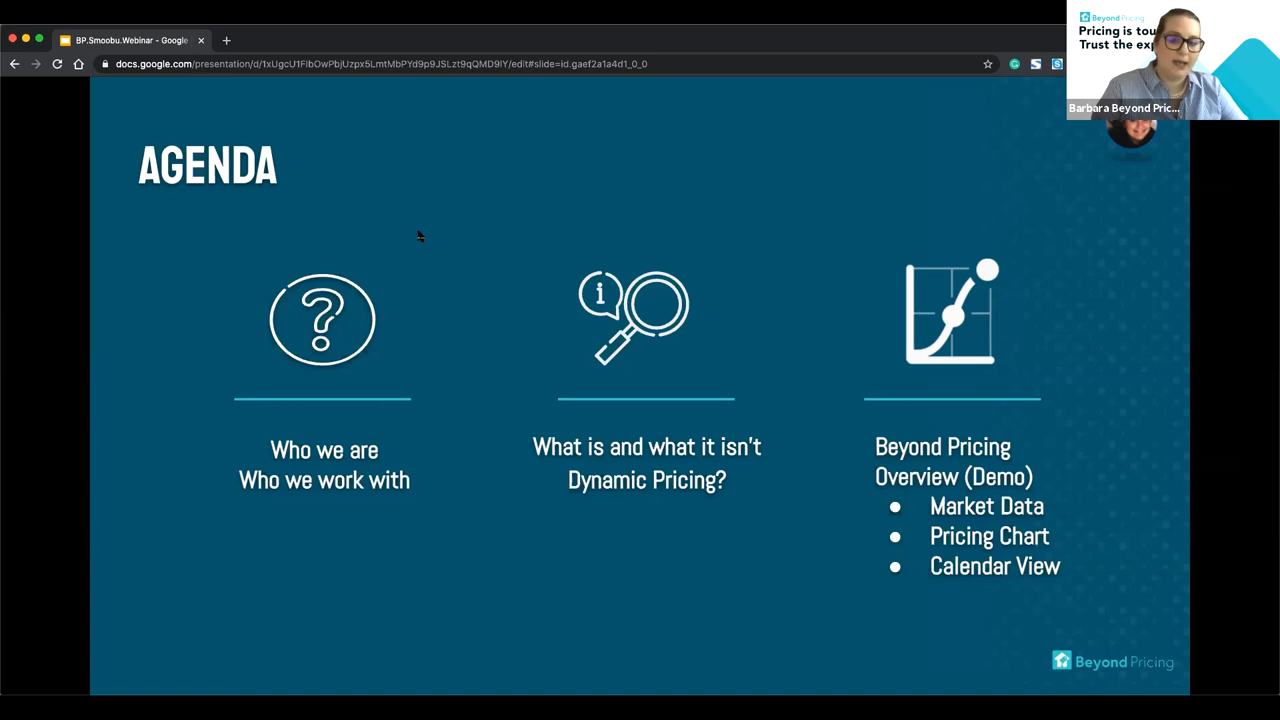 BP.Smoobu.Webinar - Google
docs.google.com/presentation/d/1xUgcU1FIbOwPbjUzpx5LmtMbPYd9p9JSLzt9qQMD9IY/edit#slide=id.gaef2a1a4d1_0_0
Beyond Pricing
Pricing is tou
Trust the exp
Barbara Beyond Pric...
AGENDA
i
Who we are
Who we work with
What is and what it isn't
Dynamic Pricing?
Beyond Pricing
Overview (Demo)
● Market Data
● Pricing Chart
● Calendar View
Beyond Pricing